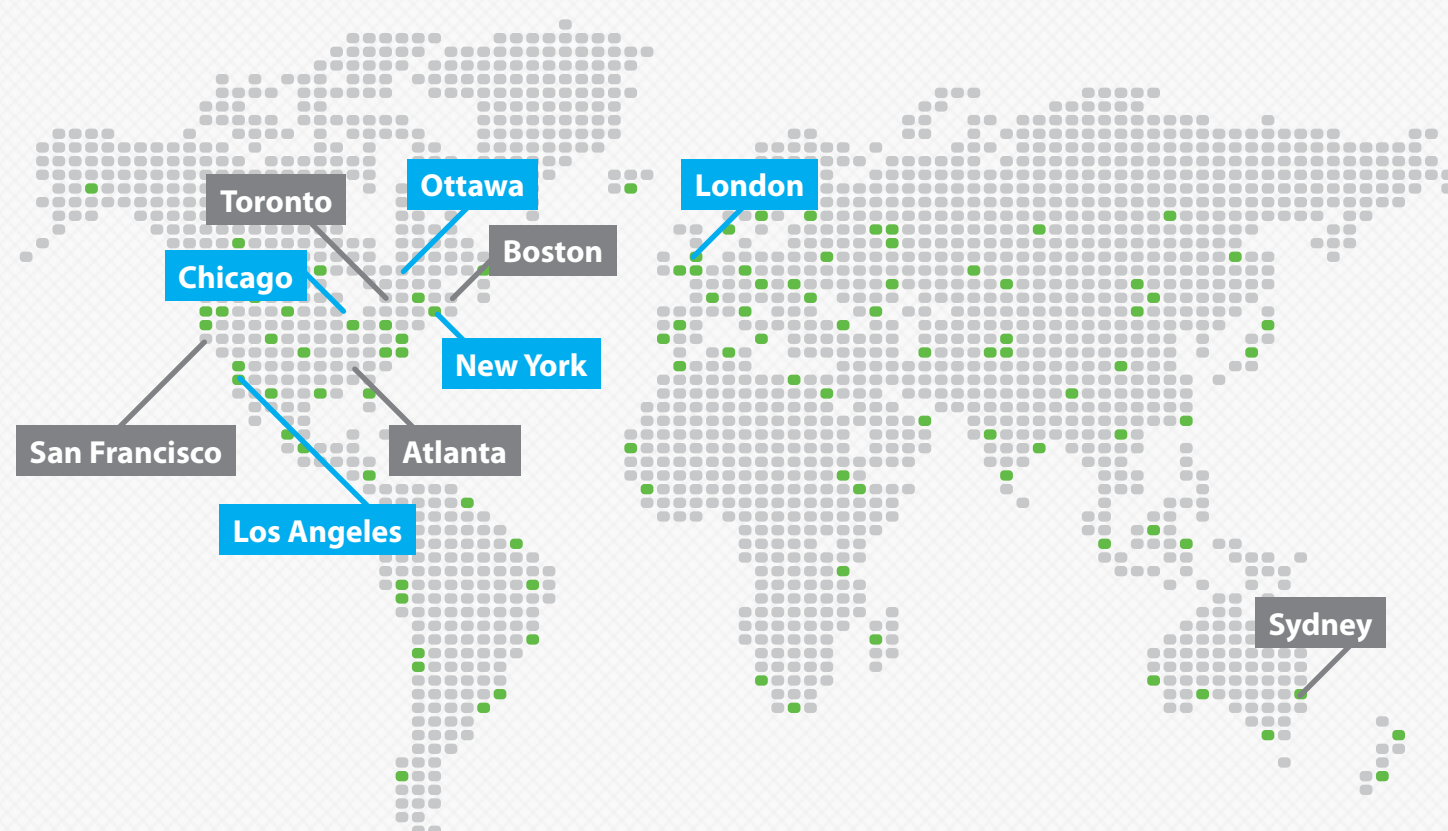 Ottawa
London
Toronto
Boston
Chicago
New York
San Francisco
Atlanta
Los Angeles
Sydney